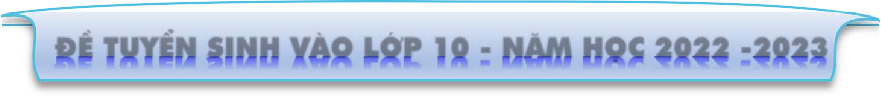 ĐỀ TUYỂN SINH VÀO LỚP 10 - NĂM HỌC 2022 -2023